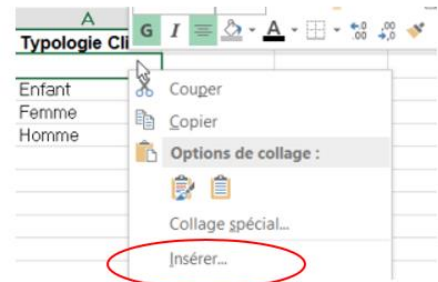 A
Typologie Cli
G I A
Enfant
Femme
Homme
Couper
Copier
Options de collage :
Collage spécial...
Insérer...